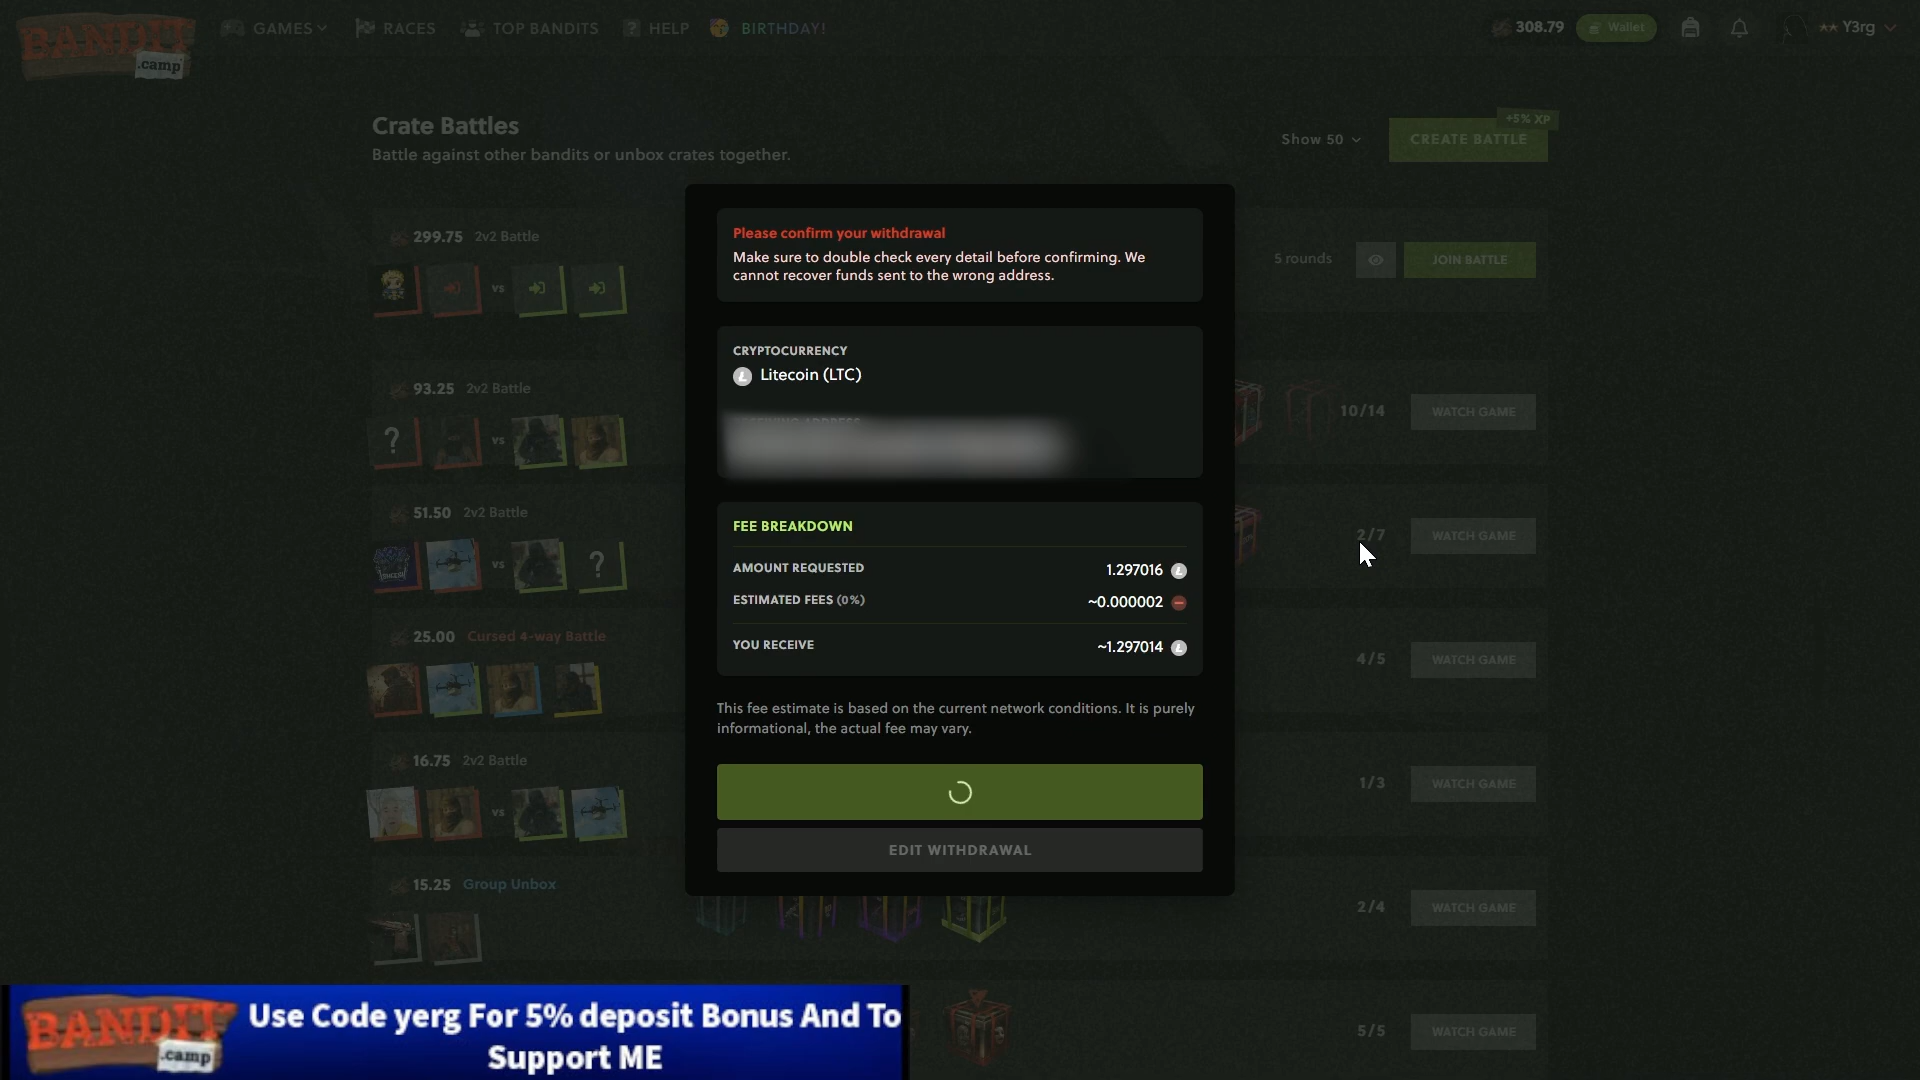 BANDIT
.camp
GAMES
RACES
TOP BANDITS
HELP
BIRTHDAY!
308.79
Wallet
Y3rg
Crate Battles
Battle against other bandits or unbox crates together.
Show 50
+5% XP
CREATE BATTLE
299.75 2v2 Battle
vs
5 rounds
JOIN BATTLE
93.25 2v2 Battle
?
vs
10/14
WATCH GAME
51.50 2v2 Battle
vs
?
2/7
WATCH GAME
25.00 Cursed 4-way Battle
4/5
WATCH GAME
16.75 2v2 Battle
vs
1/3
WATCH GAME
15.25 Group Unbox
2/4
WATCH GAME
5/5
WATCH GAME
Please confirm your withdrawal
Make sure to double check every detail before confirming. We
cannot recover funds sent to the wrong address.
CRYPTOCURRENCY
Litecoin (LTC)
FEE BREAKDOWN
AMOUNT REQUESTED 1.297016
ESTIMATED FEES (0%) ~0.000002
YOU RECEIVE ~1.297014
This fee estimate is based on the current network conditions. It is purely
informational, the actual fee may vary.
EDIT WITHDRAWAL
BANDIT
.camp
Use Code yerg For 5% deposit Bonus And To
Support ME